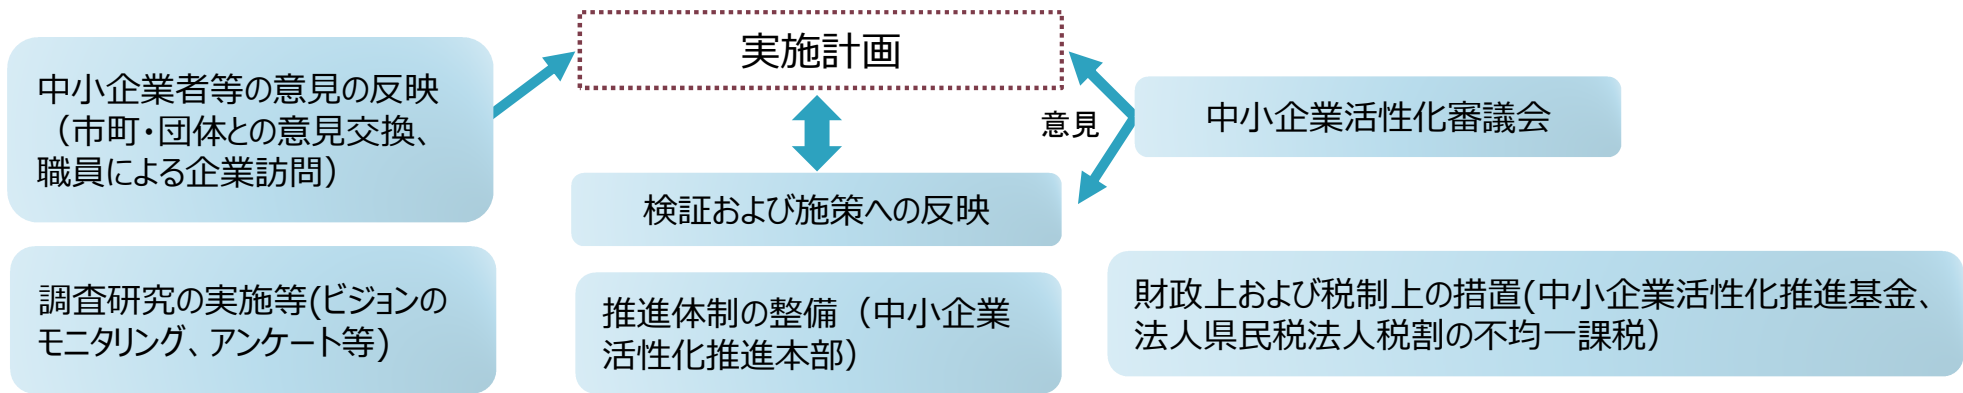 実施計画
中小企業者等の意見の反映
（市町・団体との意見交換、
職員による企業訪問）
意見
中小企業活性化審議会
検証および施策への反映
調査研究の実施等(ビジョンの
モニタリング、アンケート等)
推進体制の整備（中小企業
活性化推進本部）
財政上および税制上の措置(中小企業活性化推進基金、
法人県民税法人税割の不均一課税）